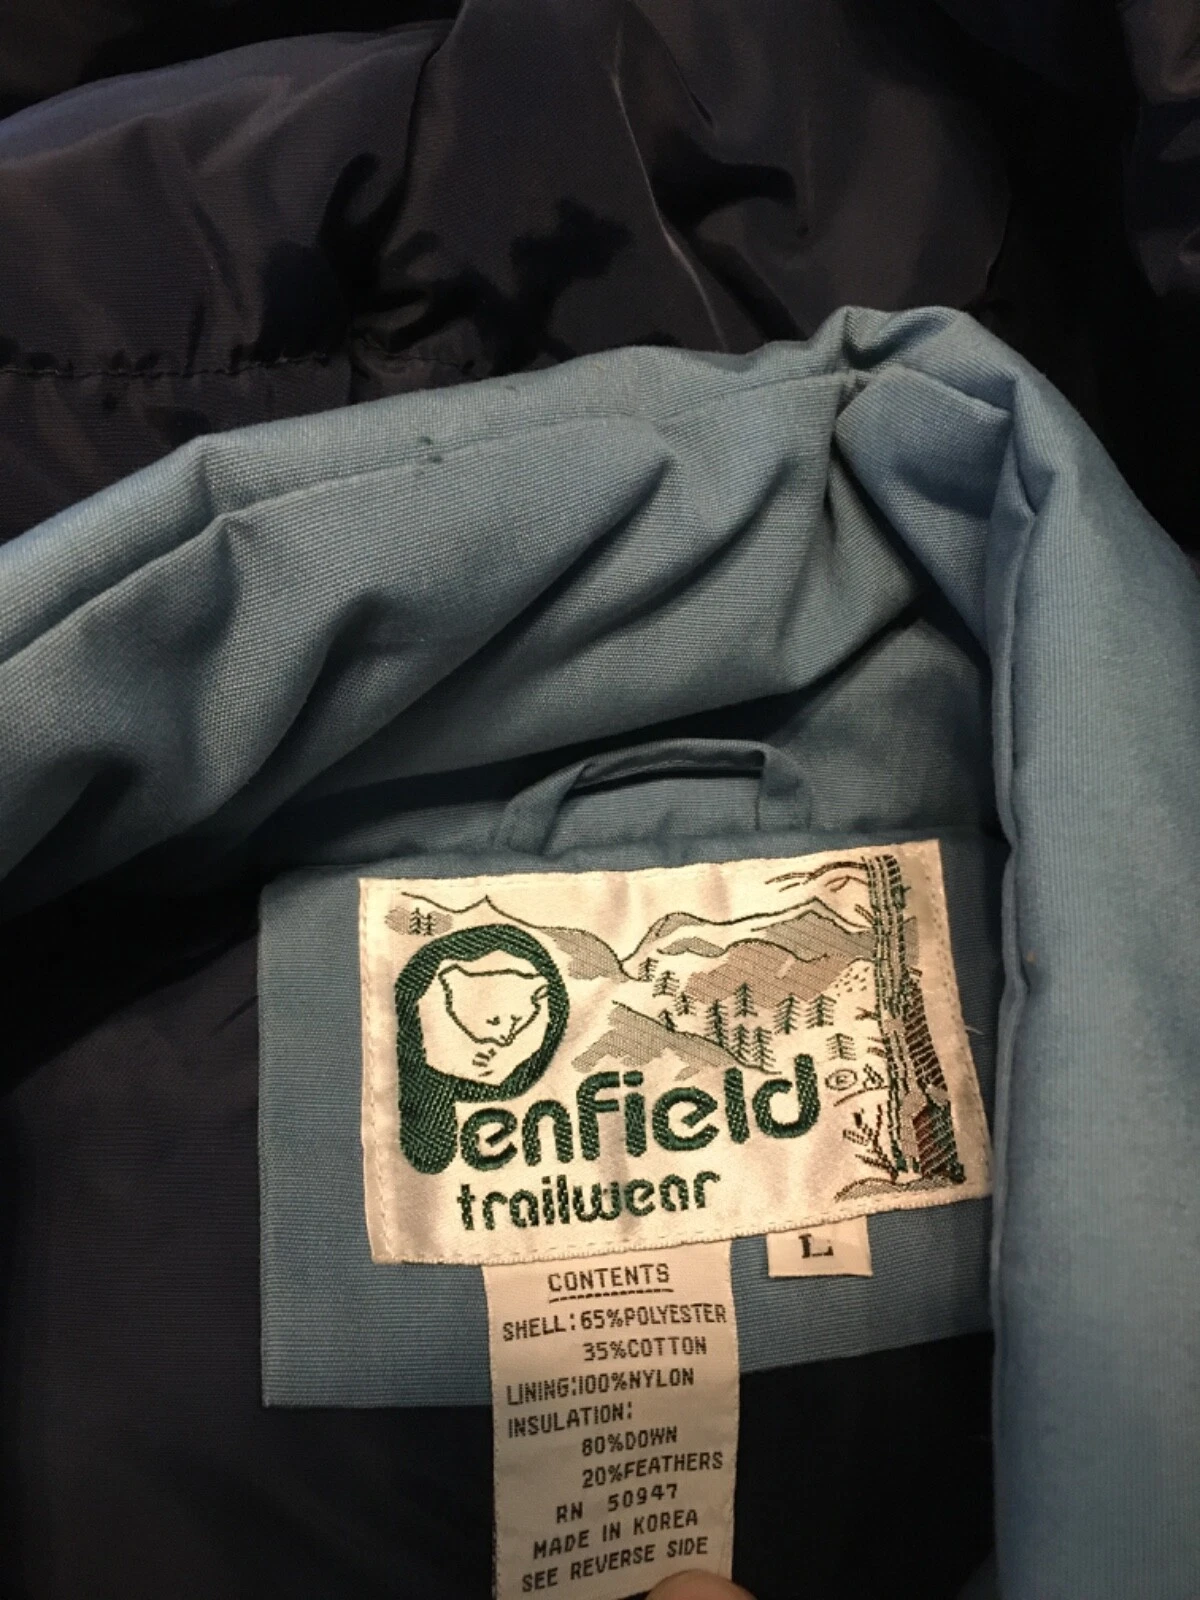 Penfield
trailwear
L
CONTENTS
SHELL:65%POLYESTER
35%COTTON
LINING:100%NYLON
INSULATION:
80%DOWN
20%FEATHERS
RN 50947
MADE IN KOREA
SEE REVERSE SIDE